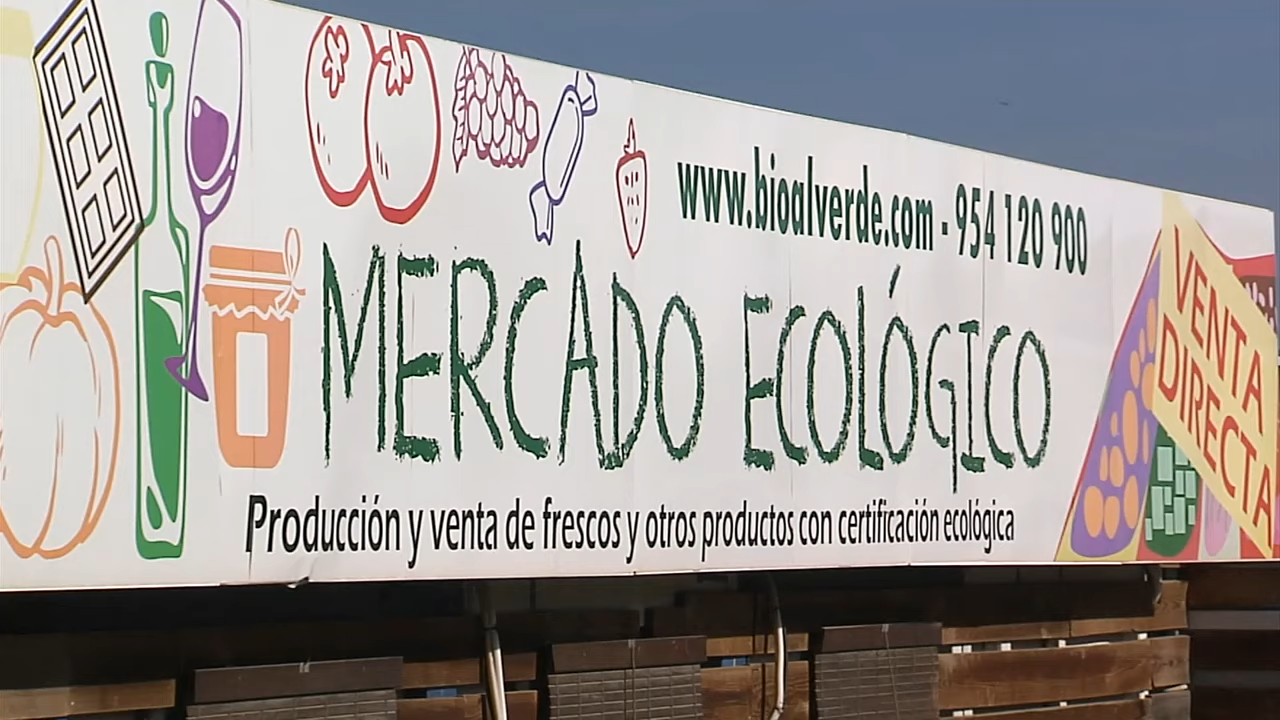 www.bioalverde.com - 954 120 900
MERCADO ECOLÓGICO
Producción y venta de frescos y otros productos con certificación ecológica
VENTA
DIRECTA